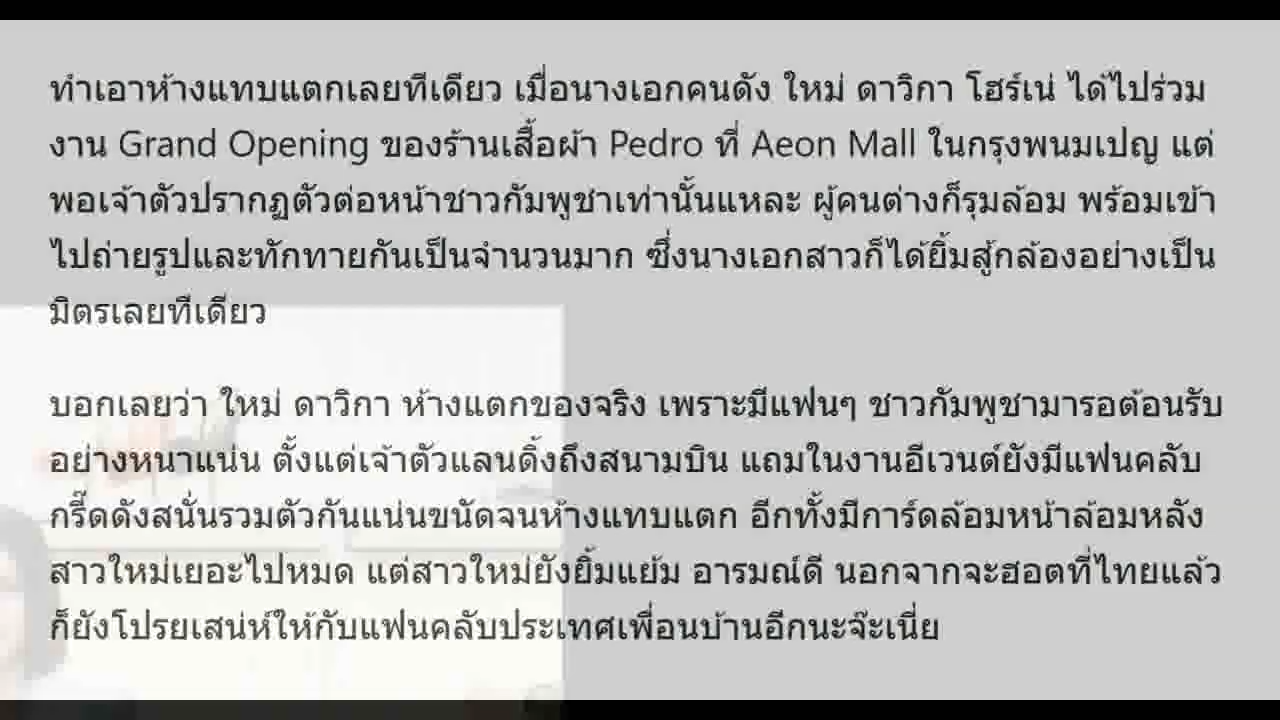 ทำเอาห้างแทบแตกเลยทีเดียว เมื่อนางเอกคนดัง ใหม่ ดาวิกา โฮร์เน่ ได้ไปร่วม
งาน Grand Opening ของร้านเสื้อผ้า Pedro ที่ Aeon Mall ในกรุงพนมเปญ แต่
พอเจ้าตัวปรากฏตัวต่อหน้าชาวกัมพูชาเท่านั้นแหละ ผู้คนต่างก็รุมล้อม พร้อมเข้า
ไปถ่ายรูปและทักทายกันเป็นจำนวนมาก ซึ่งนางเอกสาวก็ได้ยิ้มสู้กล้องอย่างเป็น
มิตรเลยทีเดียว
บอกเลยว่า ใหม่ ดาวิกา ห้างแตกของจริง เพราะมีแฟนๆ ชาวกัมพูชามารอต้อนรับ
อย่างหนาแน่น ตั้งแต่เจ้าตัวแลนดิ้งถึงสนามบิน แถมในงานอีเวนต์ยังมีแฟนคลับ
กรี๊ดดังสนั่นรวมตัวกันแน่นขนัดจนห้างแทบแตก อีกทั้งมีการ์ดล้อมหน้าล้อมหลัง
สาวใหม่เยอะไปหมด แต่สาวใหม่ยังยิ้มแย้ม อารมณ์ดี นอกจากจะฮอตที่ไทยแล้ว
ก็ยังโปรยเสน่ห์ให้กับแฟนคลับประเทศเพื่อนบ้านอีกนะจ๊ะเนี่ย